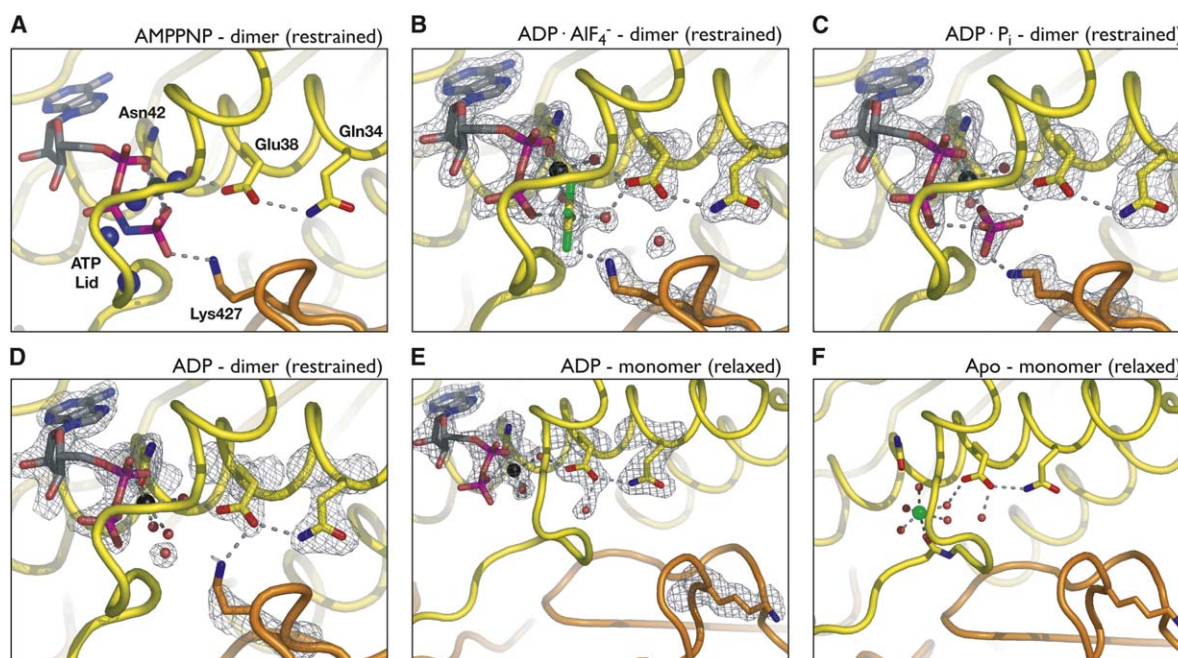 A
AMPPNP - dimer (restrained)
Asn42
Glu38
Gln34
ATP
Lid
Lys427
B
ADP · AlF₄⁻ - dimer (restrained)
C
ADP · Pᵢ - dimer (restrained)
D
ADP - dimer (restrained)
E
ADP - monomer (relaxed)
F
Apo - monomer (relaxed)